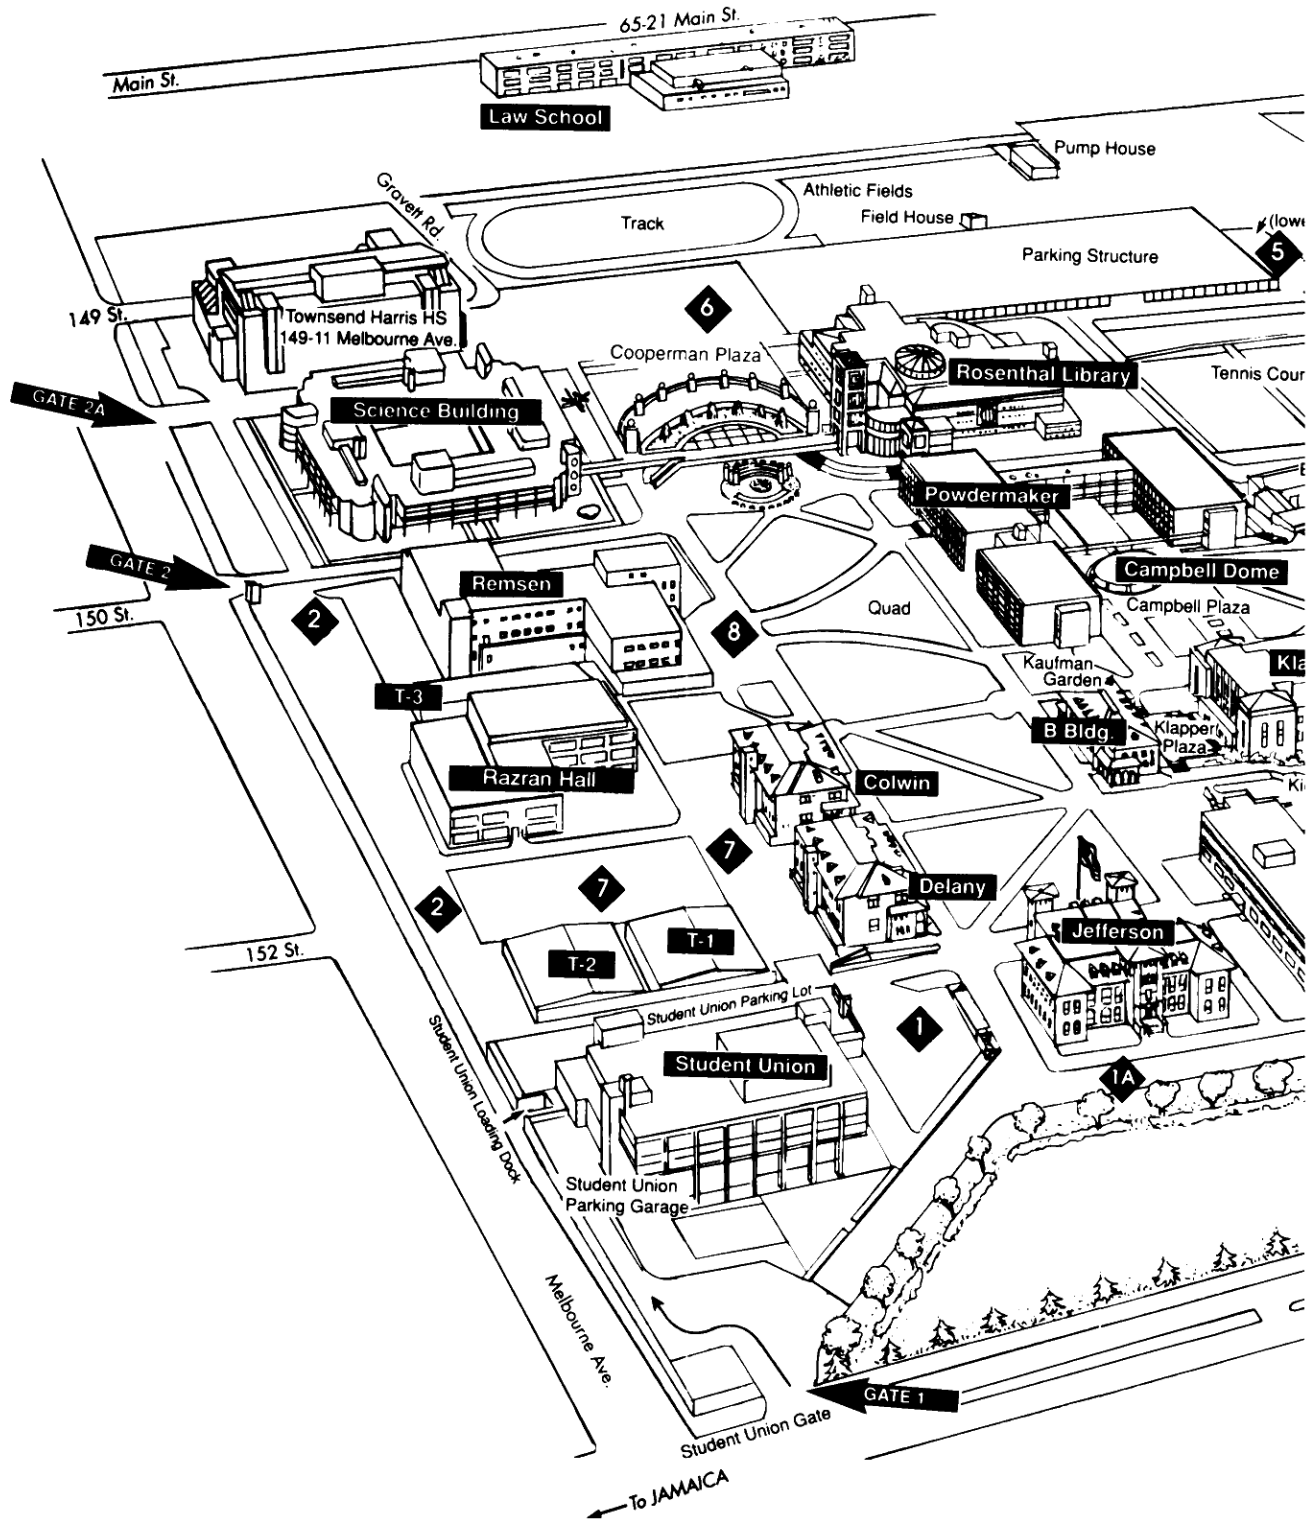 65-21 Main St.
Main St.
Law School
Pump House
Gravett Rd.
Athletic Fields
Field House
Track
Parking Structure
5
149 St.
Townsend Harris HS
149-11 Melbourne Ave.
6
Cooperman Plaza
Rosenthal Library
GATE 2A
Science Building
Powdermaker
GATE 2
Remsen
Campbell Dome
150 St.
2
8
Quad
Campbell Plaza
Kaufman
Garden
T-3
B Bldg.
Klapper
Plaza
Razran Hall
Colwin
7
7
2
Delany
T-1
Jefferson
152 St.
T-2
Student Union Parking Lot
1
Student Union Loading Dock
Student Union
1A
Student Union
Parking Garage
Melbourne Ave.
GATE 1
Student Union Gate
To JAMAICA